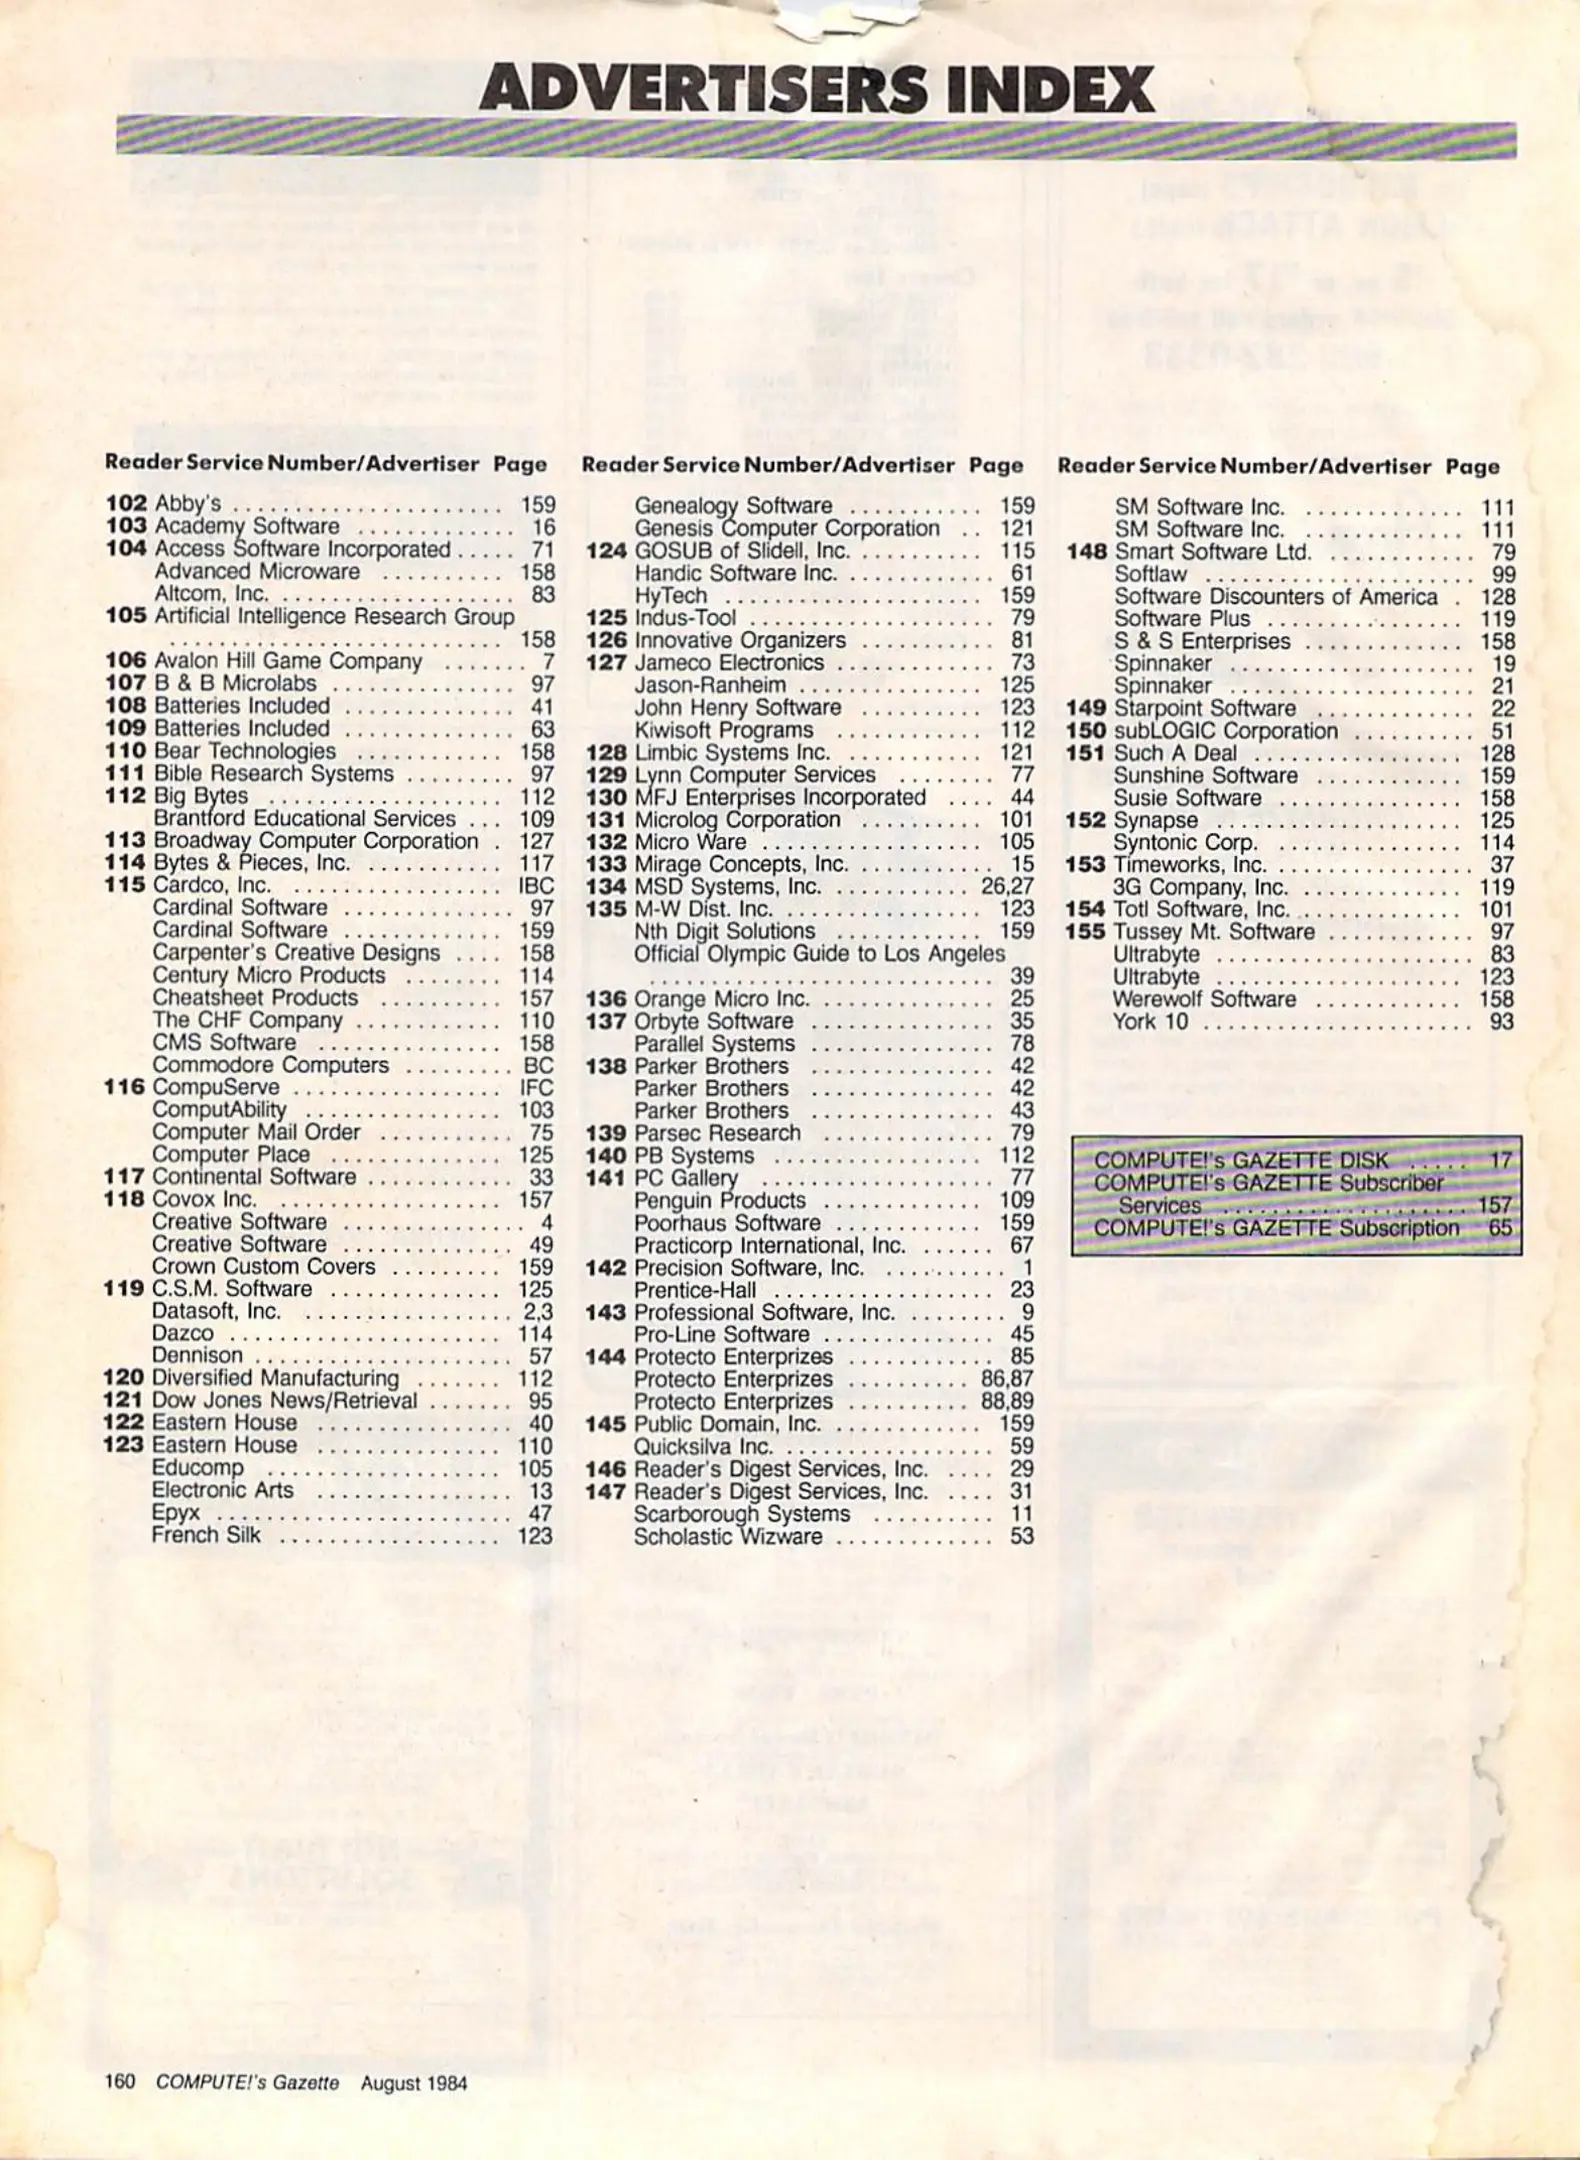 ADVERTISERS INDEX
Reader Service Number/Advertiser Page
102 Abby's ...................... 159
103 Academy Software ............. 16
104 Access Software Incorporated ..... 71
Advanced Microware .......... 158
Altcom, Inc. .................... 83
105 Artificial Intelligence Research Group
........................... 158
106 Avalon Hill Game Company ....... 7
107 B & B Microlabs ............... 97
108 Batteries Included .............. 41
109 Batteries Included .............. 63
110 Bear Technologies ............ 158
111 Bible Research Systems ......... 97
112 Big Bytes ................... 112
Brantford Educational Services ... 109
113 Broadway Computer Corporation . 127
114 Bytes & Pieces, Inc. ........... 117
115 Cardco, Inc. ................. IBC
Cardinal Software .............. 97
Cardinal Software ............. 159
Carpenter's Creative Designs .... 158
Century Micro Products ........ 114
Cheatsheet Products .......... 157
The CHF Company ............ 110
CMS Software ............... 158
Commodore Computers ......... BC
116 CompuServe ................. IFC
ComputAbility ................ 103
Computer Mail Order ........... 75
Computer Place .............. 125
117 Continental Software ............ 33
118 Covox Inc. .................. 157
Creative Software ............... 4
Creative Software .............. 49
Crown Custom Covers ......... 159
119 C.S.M. Software .............. 125
Datasoft, Inc. ................. 2,3
Dazco ...................... 114
Dennison ..................... 57
120 Diversified Manufacturing ....... 112
121 Dow Jones News/Retrieval ....... 95
122 Eastern House ................ 40
123 Eastern House ............... 110
Educomp ................... 105
Electronic Arts ................ 13
Epyx ........................ 47
French Silk .................. 123
Reader Service Number/Advertiser Page
Genealogy Software ........... 159
Genesis Computer Corporation .. 121
124 GOSUB of Slidell, Inc. .......... 115
Handic Software Inc. ............ 61
HyTech ..................... 159
125 Indus-Tool .................... 79
126 Innovative Organizers ........... 81
127 Jameco Electronics ............. 73
Jason-Ranheim ............... 125
John Henry Software .......... 123
Kiwisoft Programs ............ 112
128 Limbic Systems Inc. ........... 121
129 Lynn Computer Services ........ 77
130 MFJ Enterprises Incorporated .... 44
131 Microlog Corporation .......... 101
132 Micro Ware .................. 105
133 Mirage Concepts, Inc. ........... 15
134 MSD Systems, Inc. ........... 26,27
135 M-W Dist. Inc. ................ 123
Nth Digit Solutions ............ 159
Official Olympic Guide to Los Angeles
............................ 39
136 Orange Micro Inc. .............. 25
137 Orbyte Software ............... 35
Parallel Systems ............... 78
138 Parker Brothers ............... 42
Parker Brothers ............... 42
Parker Brothers ............... 43
139 Parsec Research .............. 79
140 PB Systems ................. 112
141 PC Gallery ................... 77
Penguin Products ............. 109
Poorhaus Software ............ 159
Practicorp International, Inc. ...... 67
142 Precision Software, Inc. .......... 1
Prentice-Hall .................. 23
143 Professional Software, Inc. ........ 9
Pro-Line Software .............. 45
144 Protecto Enterprizes ............ 85
Protecto Enterprizes .......... 86,87
Protecto Enterprizes .......... 88,89
145 Public Domain, Inc. ............ 159
Quicksilva Inc. ................. 59
146 Reader's Digest Services, Inc. .... 29
147 Reader's Digest Services, Inc. .... 31
Scarborough Systems .......... 11
Scholastic Wizware ............. 53
Reader Service Number/Advertiser Page
SM Software Inc. ............. 111
SM Software Inc. ............. 111
148 Smart Software Ltd. ............ 79
Softlaw ...................... 99
Software Discounters of America . 128
Software Plus ................ 119
S & S Enterprises ............. 158
Spinnaker .................... 19
Spinnaker .................... 21
149 Starpoint Software ............. 22
150 subLOGIC Corporation .......... 51
151 Such A Deal ................. 128
Sunshine Software ............ 159
Susie Software ............... 158
152 Synapse .................... 125
Syntonic Corp. ............... 114
153 Timeworks, Inc. ................ 37
3G Company, Inc. ............. 119
154 Totl Software, Inc. .............. 101
155 Tussey Mt. Software ............ 97
Ultrabyte ..................... 83
Ultrabyte .................... 123
Werewolf Software ............ 158
York 10 ...................... 93
COMPUTE!'s GAZETTE DISK ..... 17
COMPUTE!'s GAZETTE Subscriber
Services .................... 157
COMPUTE!'s GAZETTE Subscription 65
160 COMPUTE!'s Gazette August 1984